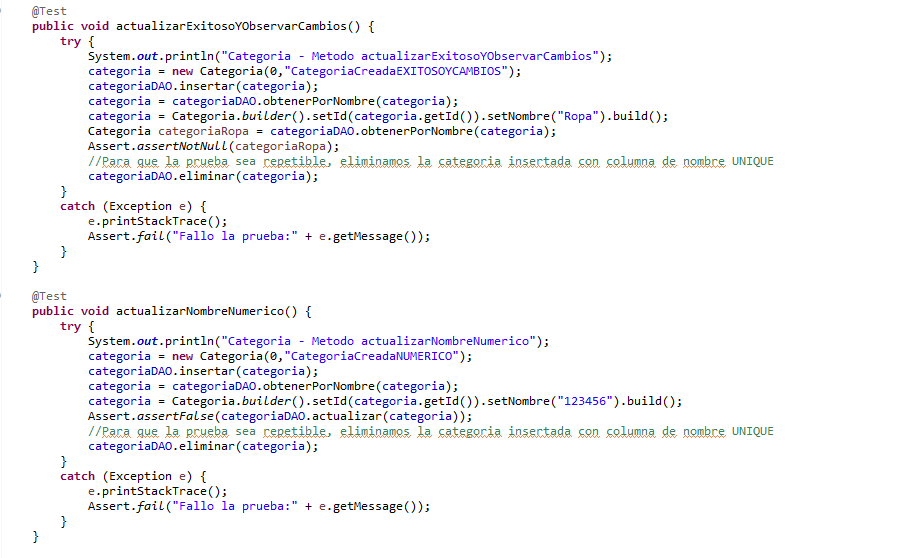 @Test
public void actualizarExitosoYObservarCambios() {
try {
System.out.println("Categoria - Metodo actualizarExitosoYObservarCambios");
categoria = new Categoria(0,"CategoriaCreadaEXITOSOYCAMBIOS");
categoriaDAO.insertar(categoria);
categoria = categoriaDAO.obtenerPorNombre(categoria);
categoria = Categoria.builder().setId(categoria.getId()).setNombre("Ropa").build();
Categoria categoriaRopa = categoriaDAO.obtenerPorNombre(categoria);
Assert.assertNotNull(categoriaRopa);
//Para que la prueba sea repetible, eliminamos la categoria insertada con columna de nombre UNIQUE
categoriaDAO.eliminar(categoria);
}
catch (Exception e) {
e.printStackTrace();
Assert.fail("Fallo la prueba:" + e.getMessage());
}
}
@Test
public void actualizarNombreNumerico() {
try {
System.out.println("Categoria - Metodo actualizarNombreNumerico");
categoria = new Categoria(0,"CategoriaCreadaNUMERICO");
categoriaDAO.insertar(categoria);
categoria = categoriaDAO.obtenerPorNombre(categoria);
categoria = Categoria.builder().setId(categoria.getId()).setNombre("123456").build();
Assert.assertFalse(categoriaDAO.actualizar(categoria));
//Para que la prueba sea repetible, eliminamos la categoria insertada con columna de nombre UNIQUE
categoriaDAO.eliminar(categoria);
}
catch (Exception e) {
e.printStackTrace();
Assert.fail("Fallo la prueba:" + e.getMessage());
}
}